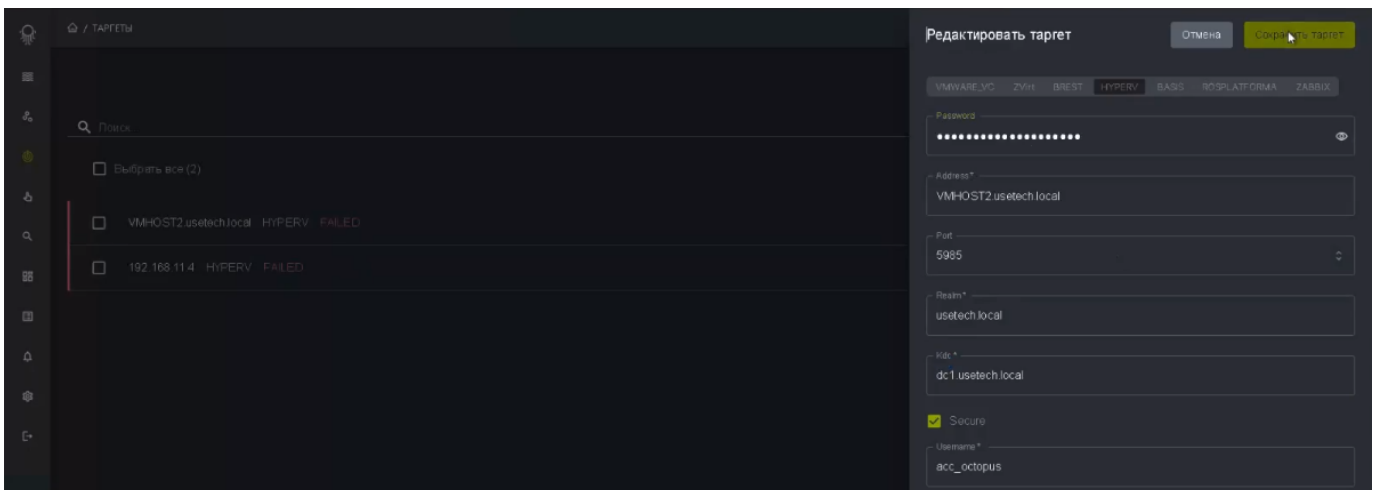 / ТАРГЕТЫ
Редактировать таргет
Отмена
Сохранить таргет
VMWARE_VC ZVIH BREST HYPERV BASIS ROSPLATFORMA ZABBIX
Поиск
Password
••••••••••••••••••••
Выбрать все (2)
Address*
VMHOST2.usetech.local
VMHOST2.usetech.local HYPERV FAILED
Port
5985
192.168.11.4 HYPERV FAILED
Realm*
usetech.local
Kdc *
dc1.usetech.local
Secure
Username *
acc_octopus